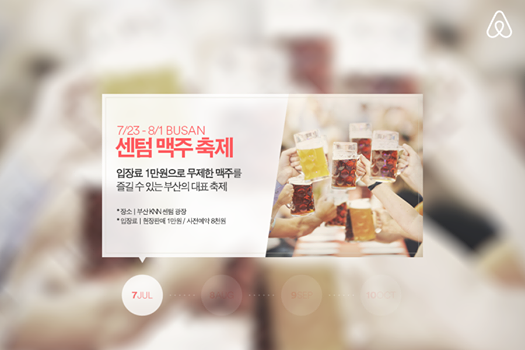 7/23 - 8/1 BUSAN
센텀 맥주 축제
입장료 1만원으로 무제한 맥주를
즐길 수 있는 부산의 대표 축제
* 장소 | 부산 KNN 센텀 광장
* 입장료 | 현장판매 1만원 / 사전예약 8천원
7JUL